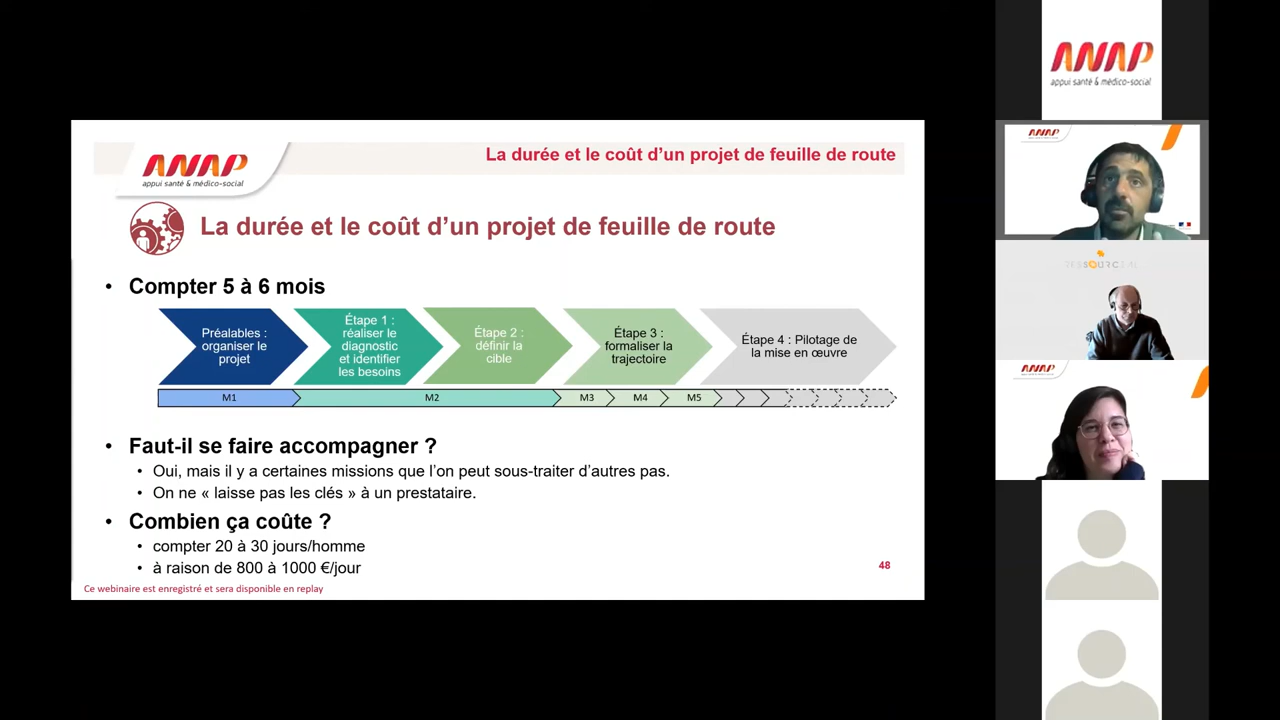 ANAP
appui santé & médico-social
La durée et le coût d’un projet de feuille de route
La durée et le coût d’un projet de feuille de route
• Compter 5 à 6 mois
Préalables :
organiser le
projet
Étape 1 :
réaliser le
diagnostic
et identifier
les besoins
Étape 2 :
définir la
cible
Étape 3 :
formaliser la
trajectoire
Étape 4 : Pilotage de
la mise en œuvre
M1
M2
M3
M4
M5
• Faut-il se faire accompagner ?
• Oui, mais il y a certaines missions que l’on peut sous-traiter d’autres pas.
• On ne « laisse pas les clés » à un prestataire.
• Combien ça coûte ?
• compter 20 à 30 jours/homme
• à raison de 800 à 1000 €/jour
48
Ce webinaire est enregistré et sera disponible en replay
ANAP
appui santé & médico-social
ANAP
RESSOURCIAL
ANAP